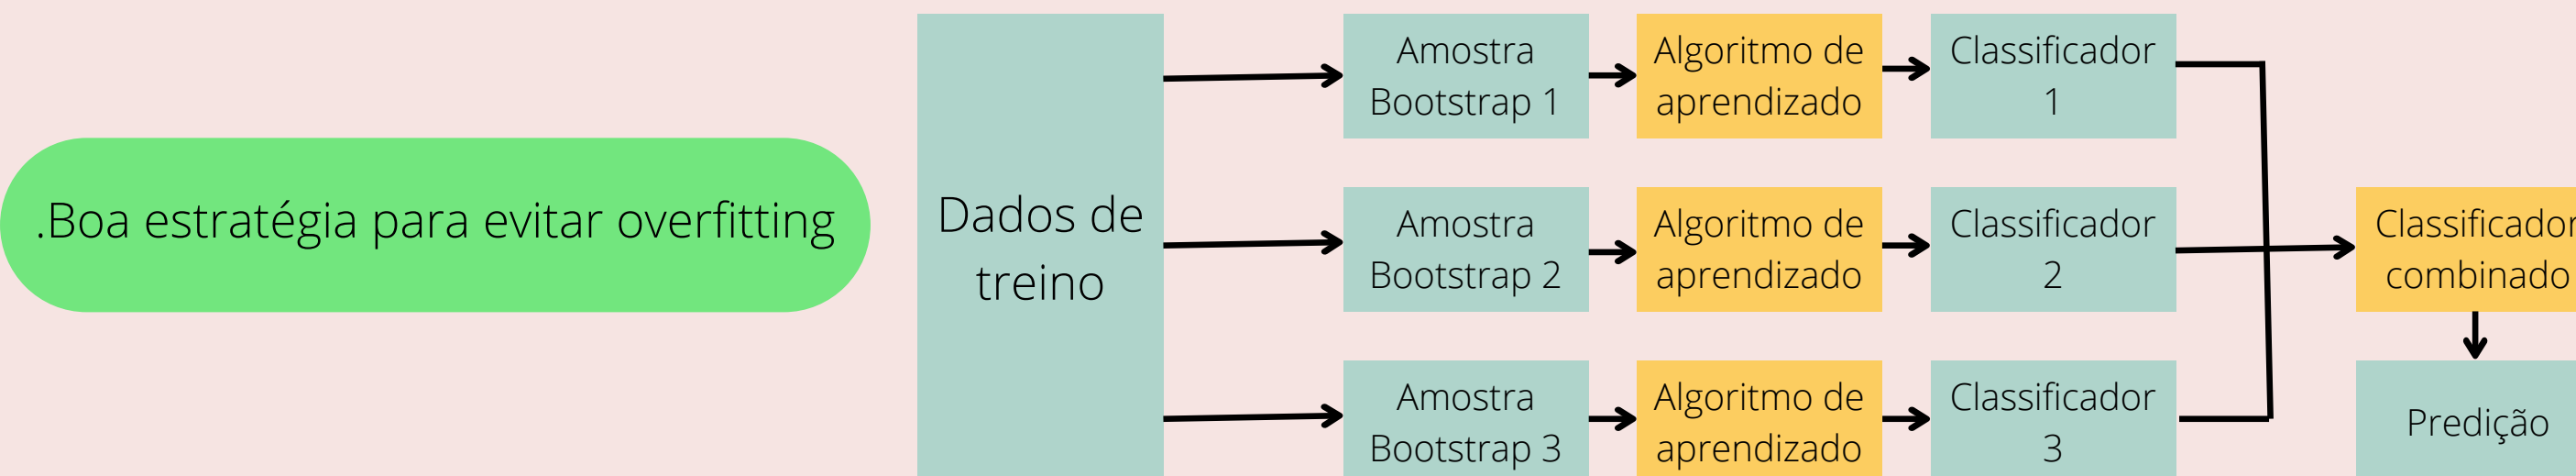 .Boa estratégia para evitar overfitting
Dados de
treino
Amostra
Bootstrap 1
Algoritmo de
aprendizado
Classificador
1
Amostra
Bootstrap 2
Algoritmo de
aprendizado
Classificador
2
Amostra
Bootstrap 3
Algoritmo de
aprendizado
Classificador
3
Classificador
combinado
Predição